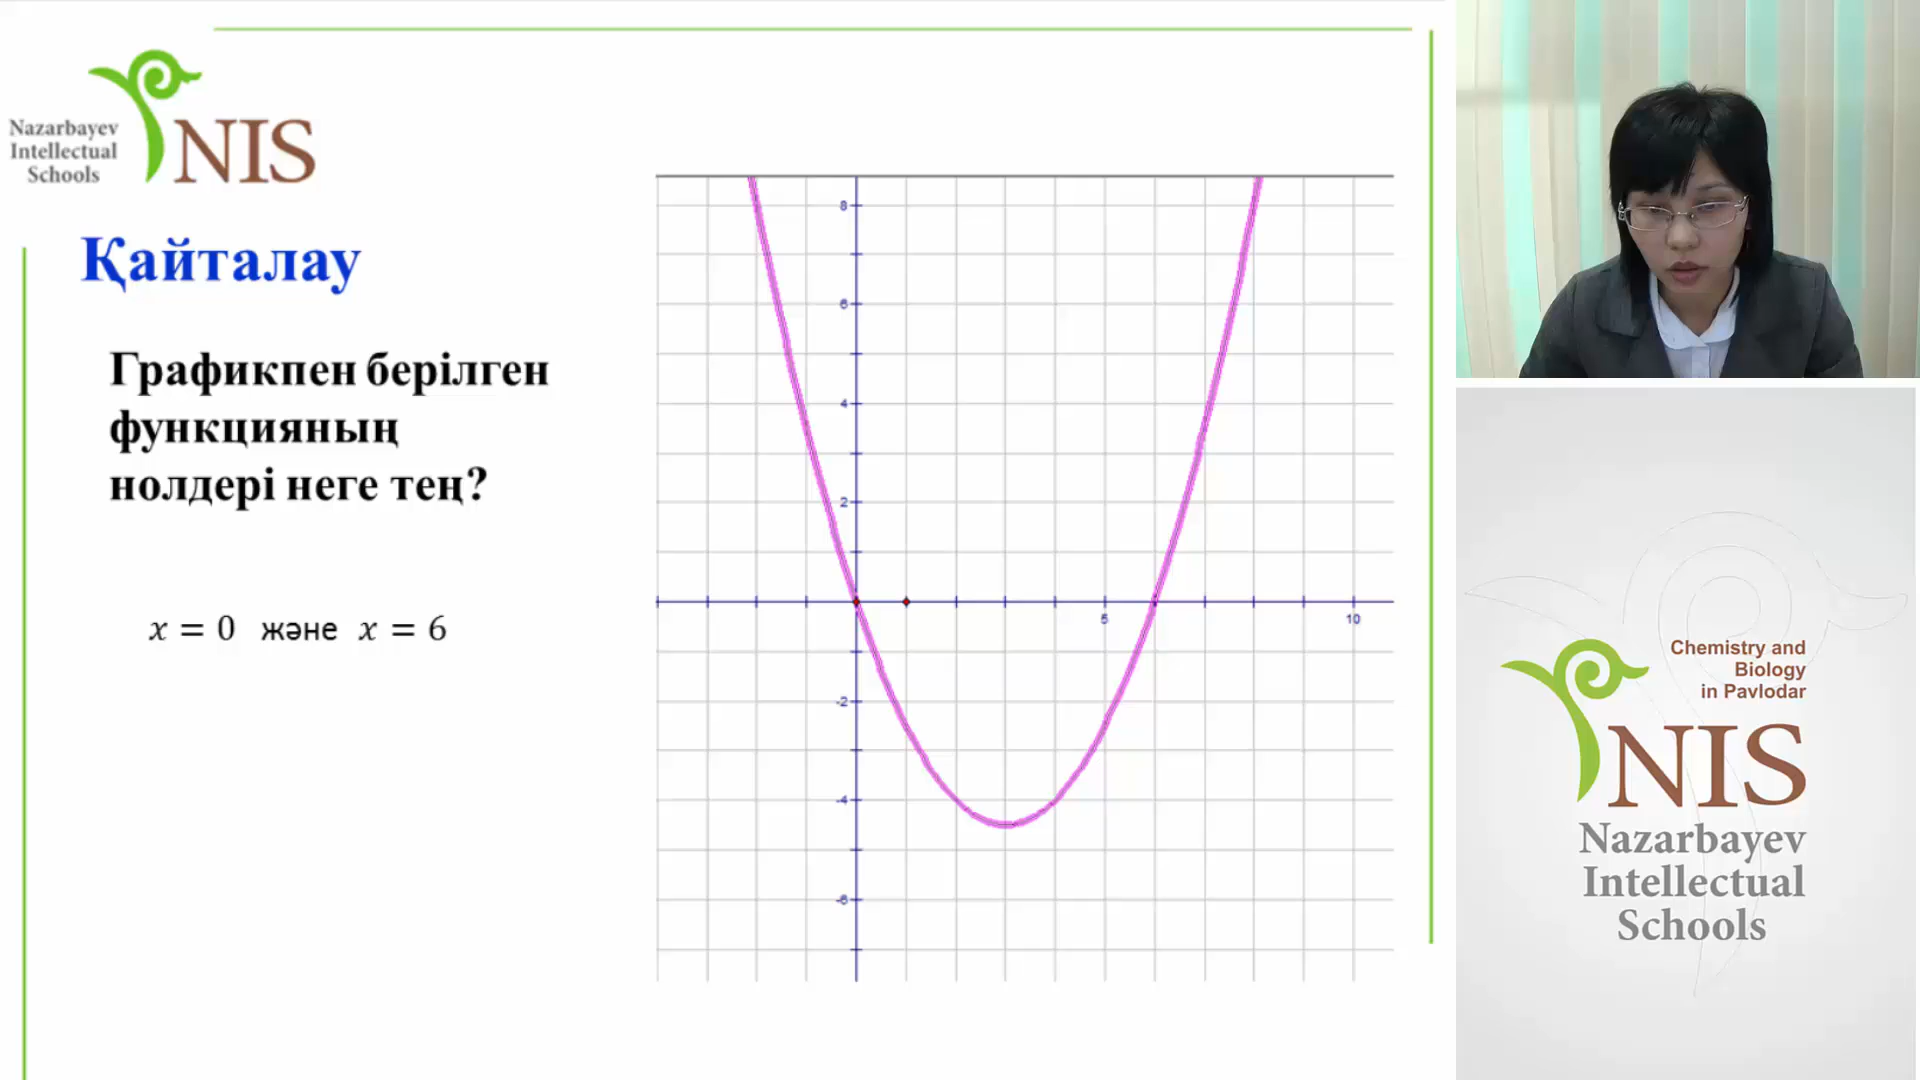 Nazarbayev
Intellectual
Schools
NIS
Қайталау
Графикпен берілген
функцияның
нолдері неге тең?
x = 0 және x = 6
8
6
4
2
5
10
-2
-4
-6
Chemistry and
Biology
in Pavlodar
NIS
Nazarbayev
Intellectual
Schools